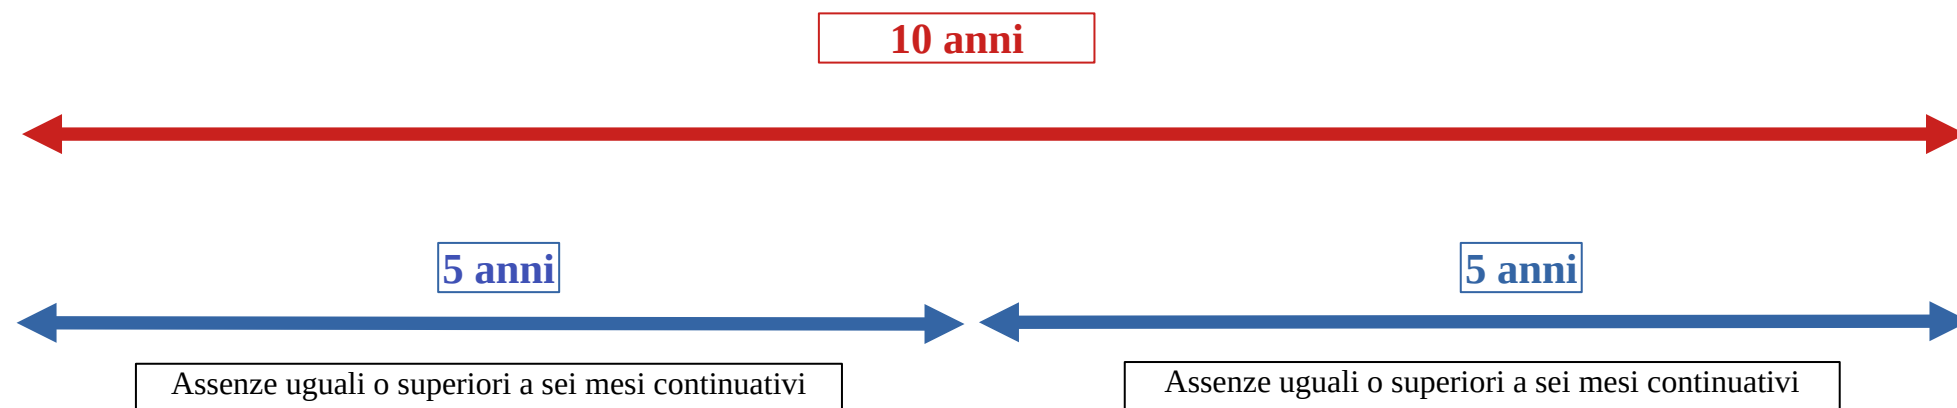 10 anni
5 anni
5 anni
Assenze uguali o superiori a sei mesi continuativi
Assenze uguali o superiori a sei mesi continuativi